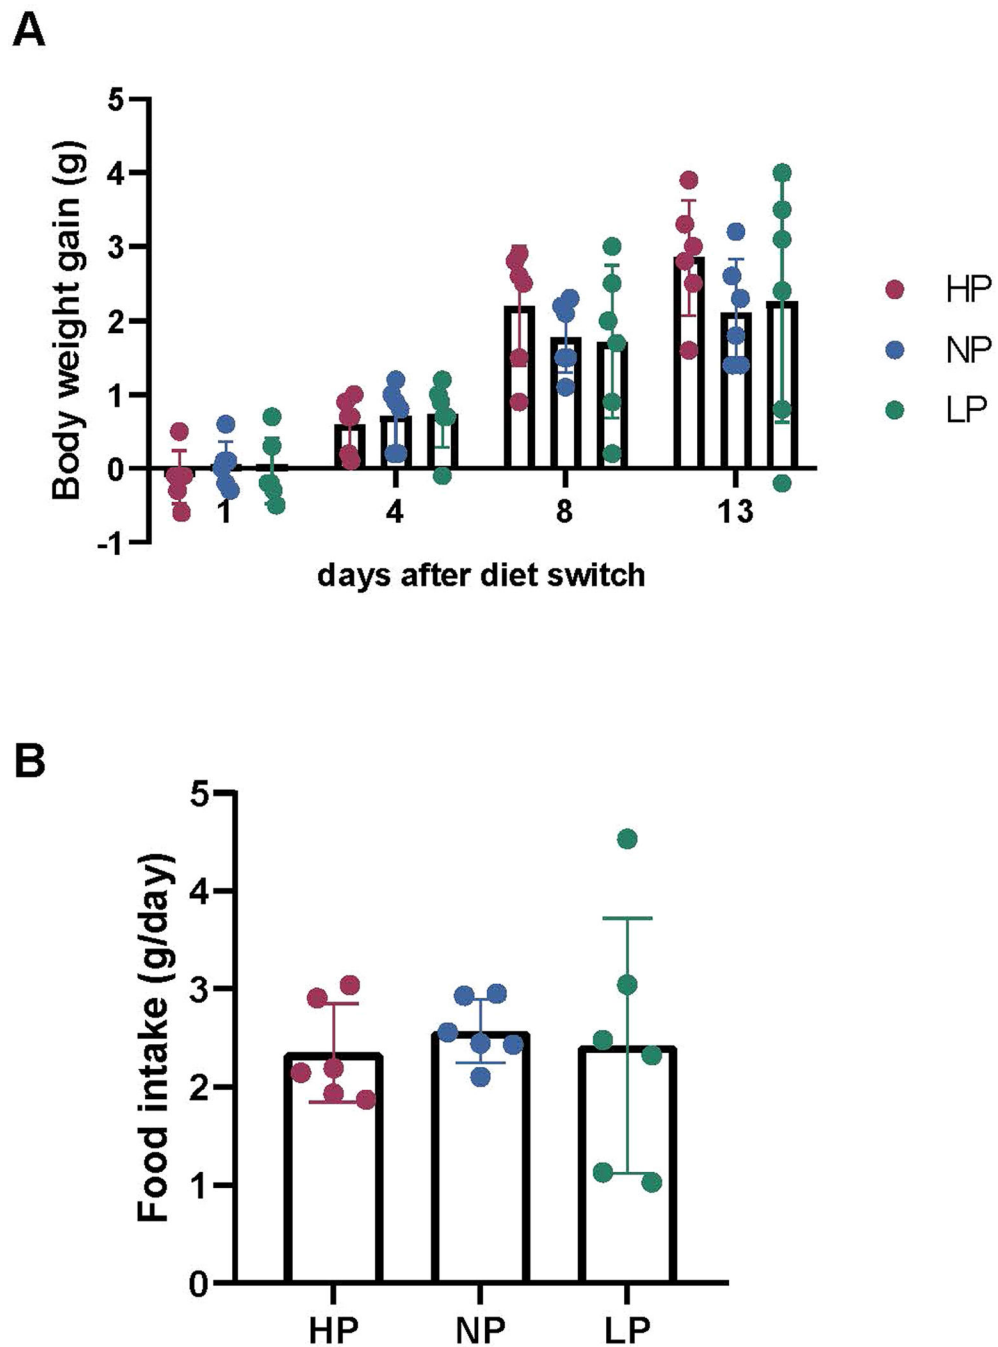 A
Body weight gain (g)
5
4
3
2
1
0
-1
1 4 8 13
days after diet switch
HP
NP
LP
B
Food intake (g/day)
5
4
3
2
1
0
HP NP LP